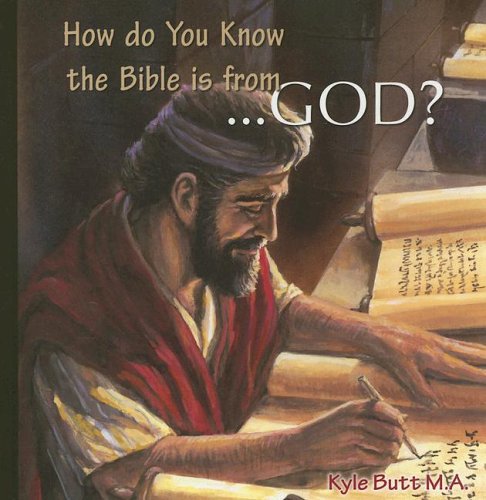 How do You Know
the Bible is from
...GOD?
Kyle Butt M.A.